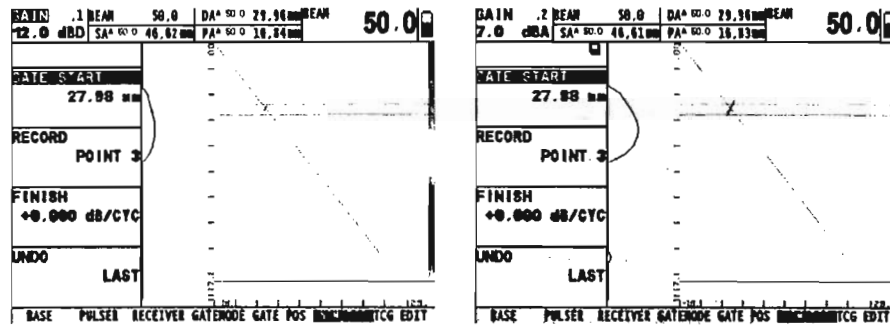 GAIN .1 BEAM 50.0 DA^ 50.0 29.96mm BEAM 50.0
12.0 dBD SA^ 50.0 46.62mm PA^ 50.0 16.84mm
GATE START
27.98 mm
RECORD
POINT 3
FINISH
+0.000 dB/CYC
UNDO
LAST
BASE PULSER RECEIVER GATEMODE GATE POS TCG EDIT
GAIN .2 BEAM 50.0 DA^ 50.0 29.96mm BEAM 50.0
7.0 dBA SA^ 50.0 46.61mm PA^ 50.0 16.83mm
GATE START
27.98 mm
RECORD
POINT 3
FINISH
+0.000 dB/CYC
UNDO
LAST
BASE PULSER RECEIVER GATEMODE GATE POS TCG EDIT